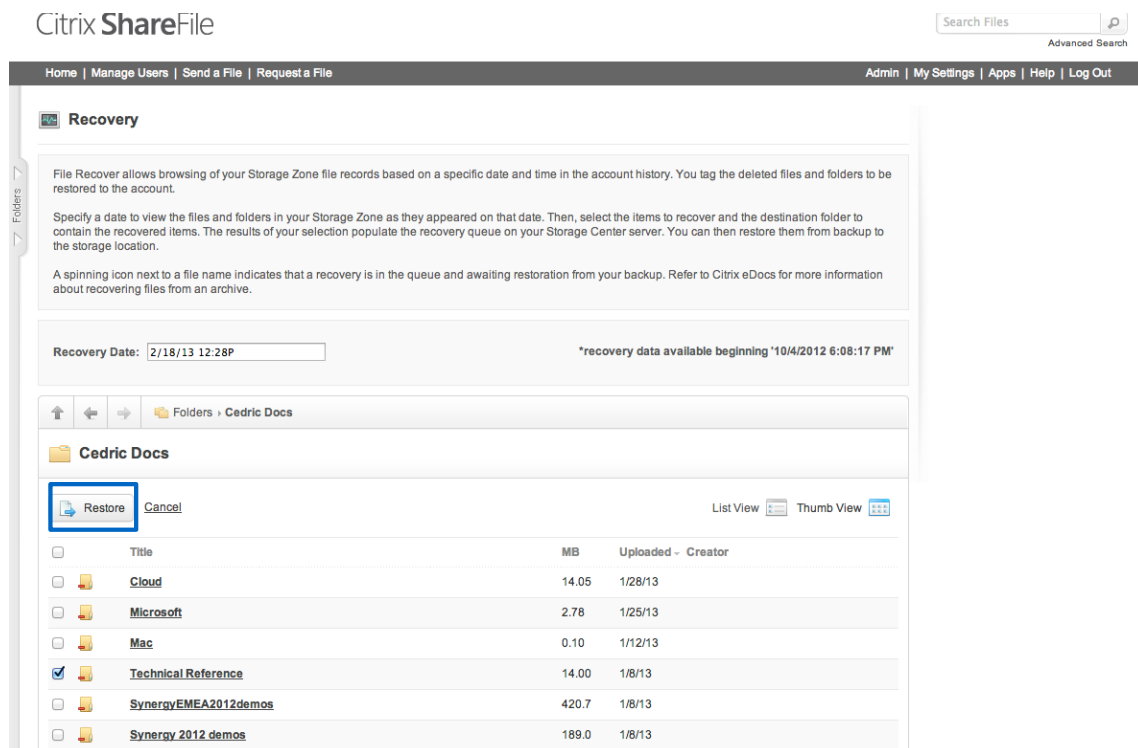 Citrix ShareFile
Search Files
Advanced Search
Home | Manage Users | Send a File | Request a File
Admin | My Settings | Apps | Help | Log Out
Folders
Recovery
File Recover allows browsing of your Storage Zone file records based on a specific date and time in the account history. You tag the deleted files and folders to be
restored to the account.
Specify a date to view the files and folders in your Storage Zone as they appeared on that date. Then, select the items to recover and the destination folder to
contain the recovered items. The results of your selection populate the recovery queue on your Storage Center server. You can then restore them from backup to
the storage location.
A spinning icon next to a file name indicates that a recovery is in the queue and awaiting restoration from your backup. Refer to Citrix eDocs for more information
about recovering files from an archive.
Recovery Date: 2/18/13 12:28P
*recovery data available beginning '10/4/2012 6:08:17 PM'
Folders › Cedric Docs
Cedric Docs
Restore Cancel
List View Thumb View
Title MB Uploaded Creator
Cloud 14.05 1/28/13
Microsoft 2.78 1/25/13
Mac 0.10 1/12/13
Technical Reference 14.00 1/8/13
SynergyEMEA2012demos 420.7 1/8/13
Synergy 2012 demos 189.0 1/8/13